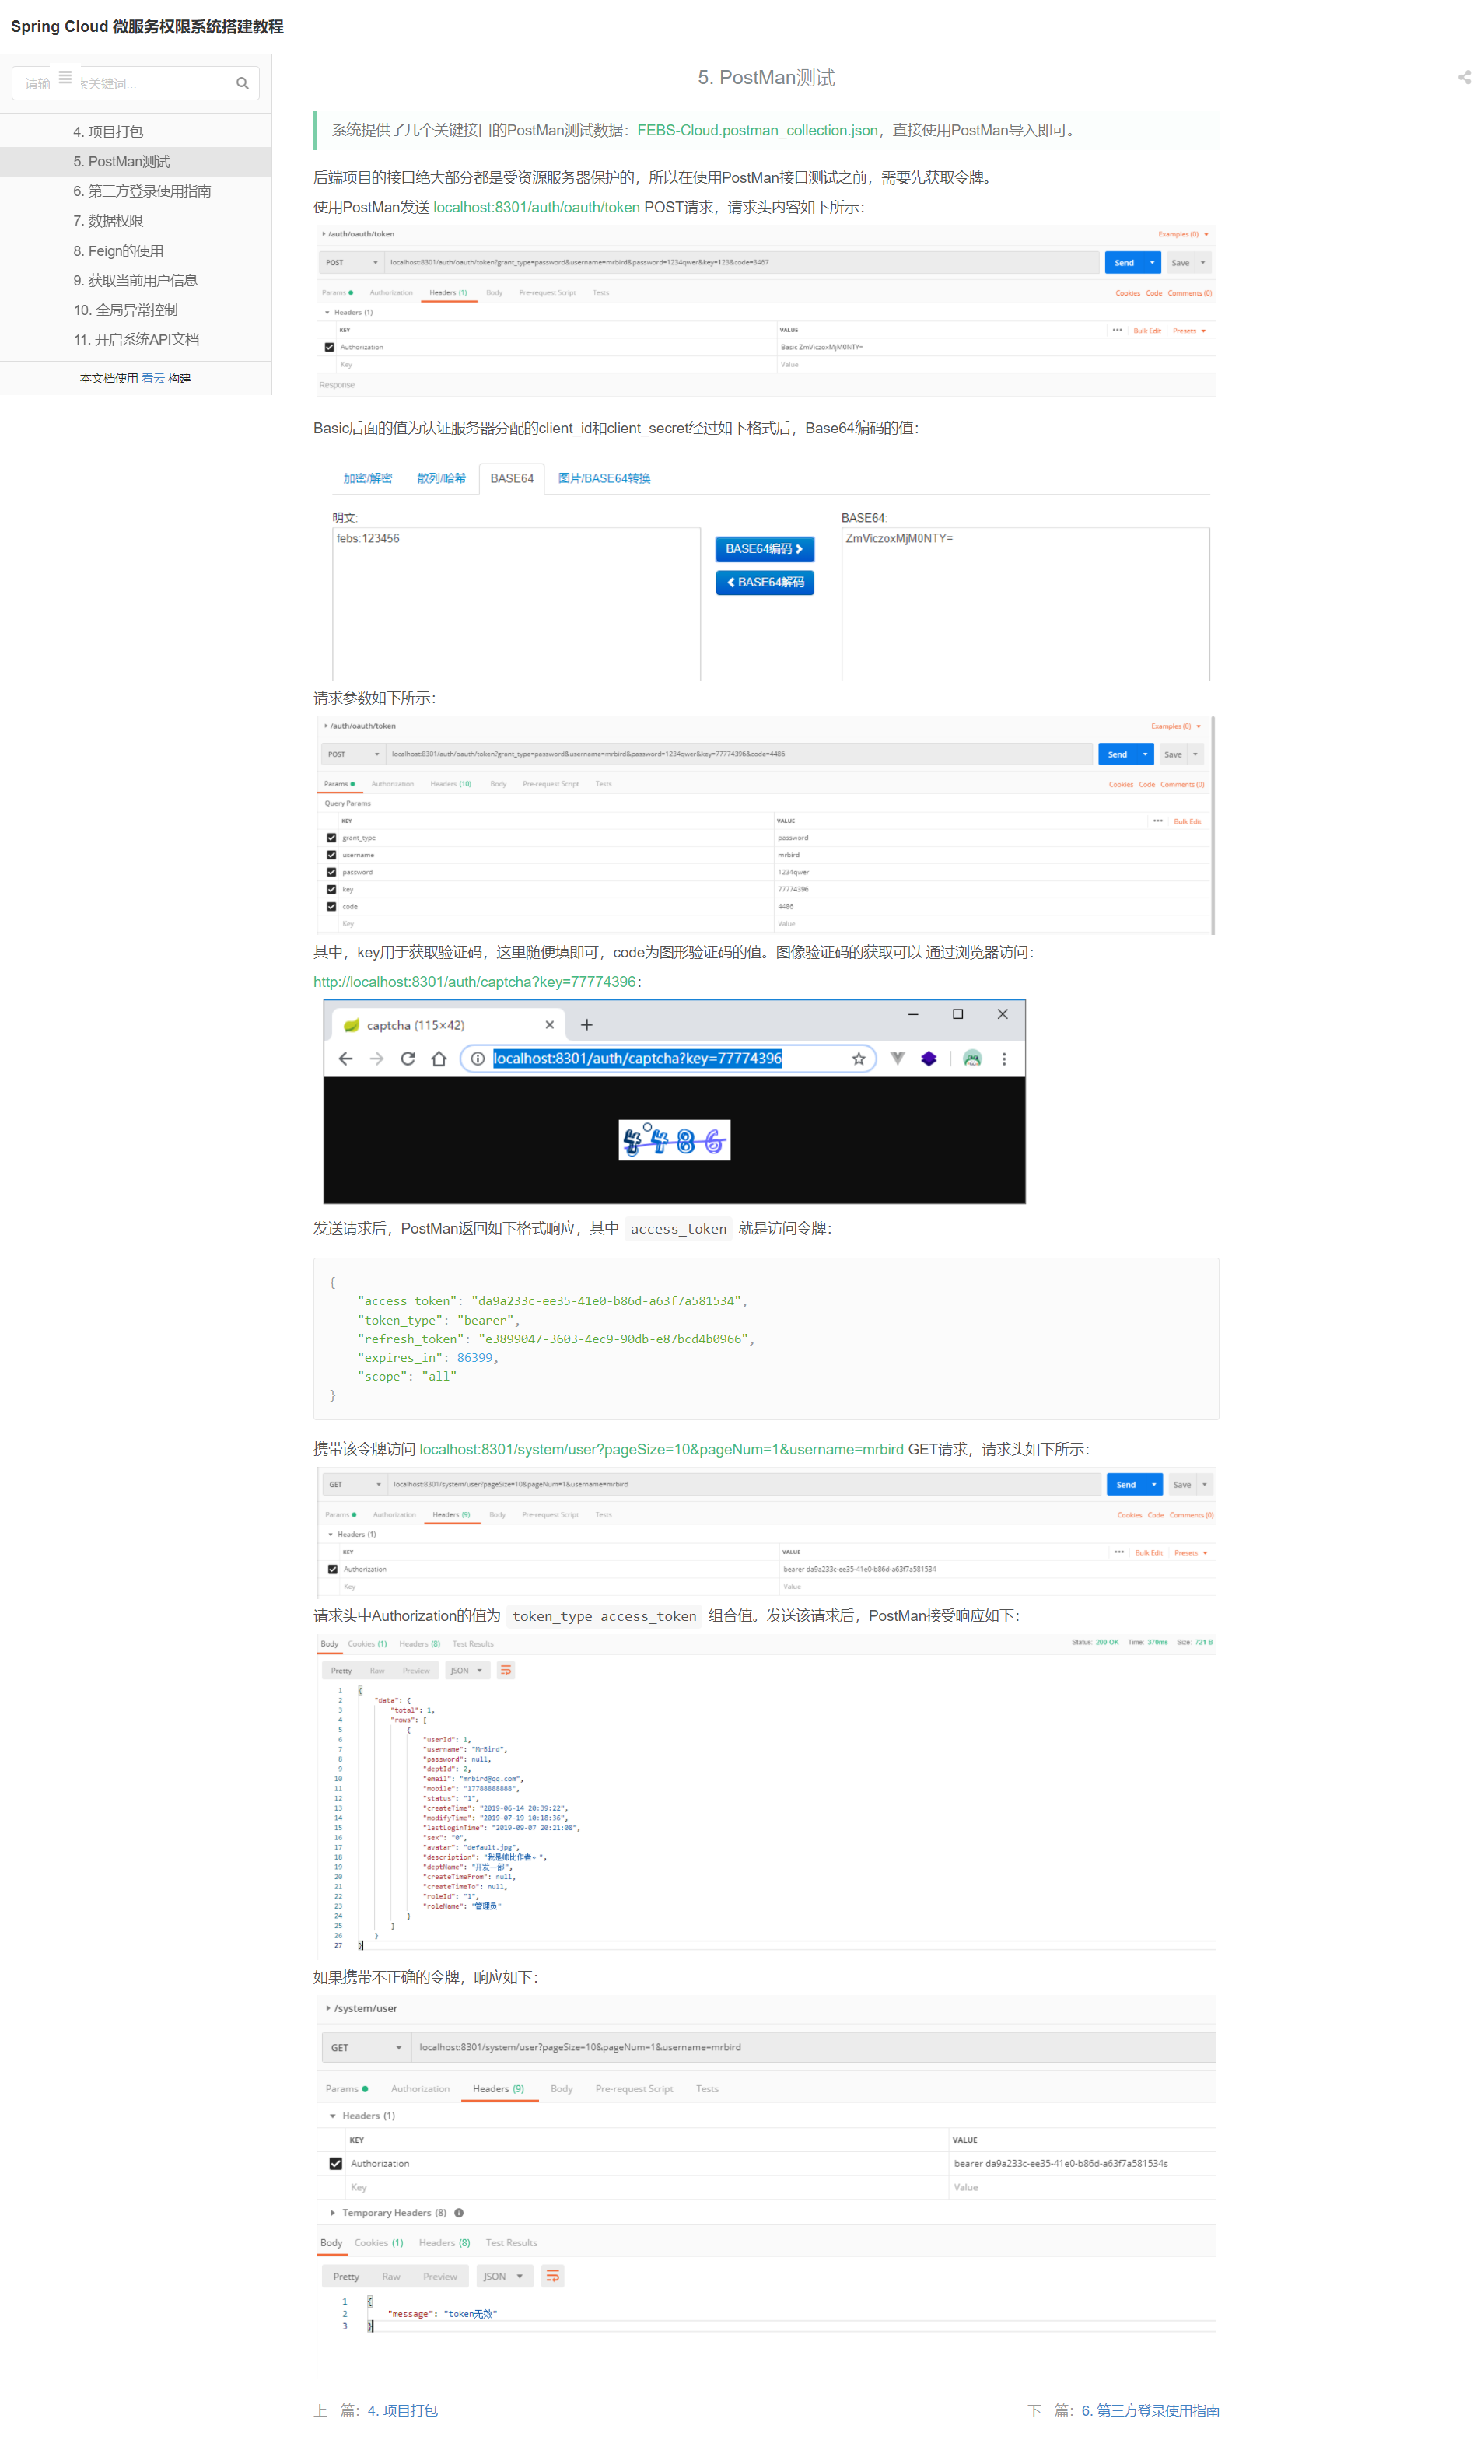 Spring Cloud 微服务权限系统搭建教程
请输 索关键词...
4. 项目打包
5. PostMan测试
6. 第三方登录使用指南
7. 数据权限
8. Feign的使用
9. 获取当前用户信息
10. 全局异常控制
11. 开启系统API文档
本文档使用 看云 构建
5. PostMan测试
系统提供了几个关键接口的PostMan测试数据：FEBS-Cloud.postman_collection.json，直接使用PostMan导入即可。
后端项目的接口绝大部分都是受资源服务器保护的，所以在使用PostMan接口测试之前，需要先获取令牌。
使用PostMan发送 localhost:8301/auth/oauth/token POST请求，请求头内容如下所示：
/auth/oauth/token Examples (0)
POST localhost:8301/auth/oauth/token?grant_type=password&username=mrbird&password=1234qwer&key=123&code=3467 Send Save
Params Authorization Headers (1) Body Pre-request Script Tests Cookies Code Comments (0)
Headers (1)
KEY VALUE ••• Bulk Edit Presets
Authorization Basic ZmViczoxMjM0NTY=
Key Value
Response
Basic后面的值为认证服务器分配的client_id和client_secret经过如下格式后，Base64编码的值：
加密/解密 散列/哈希 BASE64 图片/BASE64转换
明文: BASE64:
febs:123456 BASE64编码 ZmViczoxMjM0NTY=
BASE64解码
请求参数如下所示：
/auth/oauth/token Examples (0)
POST localhost:8301/auth/oauth/token?grant_type=password&username=mrbird&password=1234qwer&key=77774396&code=4486 Send Save
Params Authorization Headers (10) Body Pre-request Script Tests Cookies Code Comments (0)
Query Params
KEY VALUE ••• Bulk Edit
grant_type password
username mrbird
password 1234qwer
key 77774396
code 4486
Key Value
其中，key用于获取验证码，这里随便填即可，code为图形验证码的值。图像验证码的获取可以 通过浏览器访问：
http://localhost:8301/auth/captcha?key=77774396：
captcha (115×42)
localhost:8301/auth/captcha?key=77774396
4486
发送请求后，PostMan返回如下格式响应，其中 access_token 就是访问令牌：
{
"access_token": "da9a233c-ee35-41e0-b86d-a63f7a581534",
"token_type": "bearer",
"refresh_token": "e3899047-3603-4ec9-90db-e87bcd4b0966",
"expires_in": 86399,
"scope": "all"
}
携带该令牌访问 localhost:8301/system/user?pageSize=10&pageNum=1&username=mrbird GET请求，请求头如下所示：
GET localhost:8301/system/user?pageSize=10&pageNum=1&username=mrbird Send Save
Params Authorization Headers (9) Body Pre-request Script Tests Cookies Code Comments (0)
Headers (1)
KEY VALUE ••• Bulk Edit Presets
Authorization bearer da9a233c-ee35-41e0-b86d-a63f7a581534
Key Value
请求头中Authorization的值为 token_type access_token 组合值。发送该请求后，PostMan接受响应如下：
Body Cookies (1) Headers (8) Test Results Status: 200 OK Time: 370ms Size: 721 B
Pretty Raw Preview JSON
1 {
2 "data": {
3 "total": 1,
4 "rows": [
5 {
6 "userId": 1,
7 "username": "MrBird",
8 "password": null,
9 "deptId": 2,
10 "email": "mrbird@qq.com",
11 "mobile": "17788888888",
12 "status": "1",
13 "createTime": "2019-06-14 20:39:22",
14 "modifyTime": "2019-07-19 10:18:36",
15 "lastLoginTime": "2019-09-07 20:21:08",
16 "sex": "0",
17 "avatar": "default.jpg",
18 "description": "我是帅比作者。",
19 "deptName": "开发一部",
20 "createTimeFrom": null,
21 "createTimeTo": null,
22 "roleId": "1",
23 "roleName": "管理员"
24 }
25 ]
26 }
27 }
如果携带不正确的令牌，响应如下：
/system/user
GET localhost:8301/system/user?pageSize=10&pageNum=1&username=mrbird
Params Authorization Headers (9) Body Pre-request Script Tests
Headers (1)
KEY VALUE
Authorization bearer da9a233c-ee35-41e0-b86d-a63f7a581534s
Key Value
Temporary Headers (8)
Body Cookies (1) Headers (8) Test Results
Pretty Raw Preview JSON
1 {
2 "message": "token无效"
3 }
上一篇：4. 项目打包 下一篇：6. 第三方登录使用指南